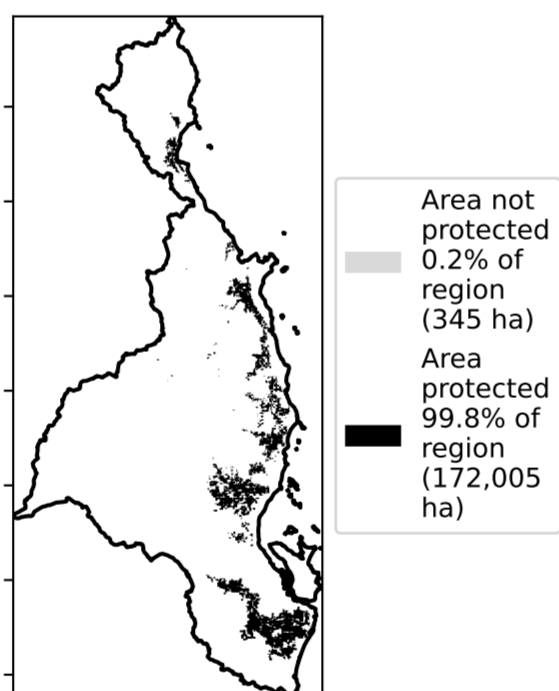 Area not
protected
0.2% of
region
(345 ha)
Area
protected
99.8% of
region
(172,005
ha)